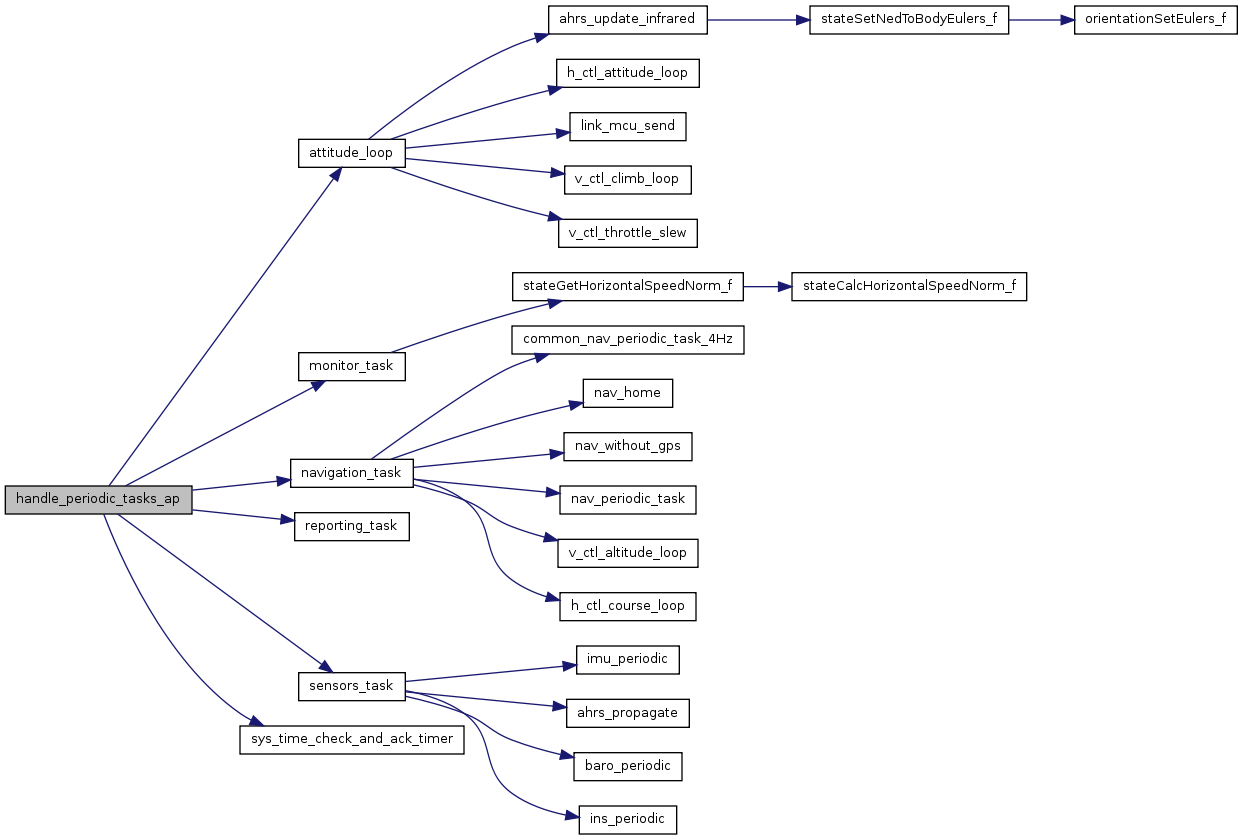 ahrs_update_infrared
stateSetNedToBodyEulers_f
orientationSetEulers_f
h_ctl_attitude_loop
link_mcu_send
attitude_loop
v_ctl_climb_loop
v_ctl_throttle_slew
stateGetHorizontalSpeedNorm_f
stateCalcHorizontalSpeedNorm_f
common_nav_periodic_task_4Hz
monitor_task
nav_home
nav_without_gps
navigation_task
handle_periodic_tasks_ap
nav_periodic_task
reporting_task
v_ctl_altitude_loop
h_ctl_course_loop
imu_periodic
sensors_task
ahrs_propagate
sys_time_check_and_ack_timer
baro_periodic
ins_periodic